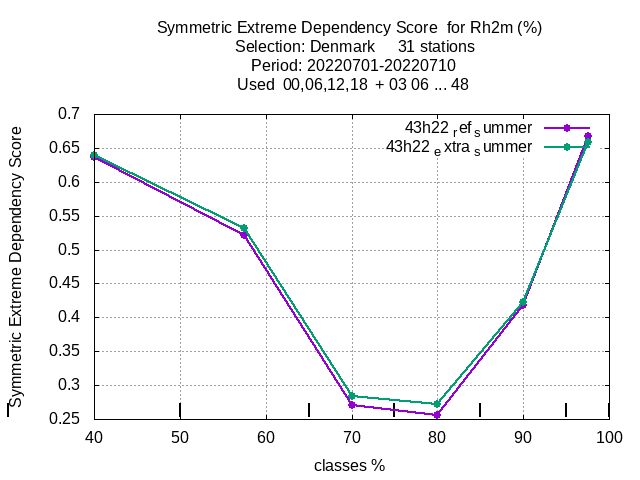 Symmetric Extreme Dependency Score for Rh2m (%)
Selection: Denmark 31 stations
Period: 20220701-20220710
Used 00,06,12,18 + 03 06 ... 48
43h22 ref summer
43h22 extra summer
Symmetric Extreme Dependency Score
0.7
0.65
0.6
0.55
0.5
0.45
0.4
0.35
0.3
0.25
40 50 60 70 80 90 100
classes %